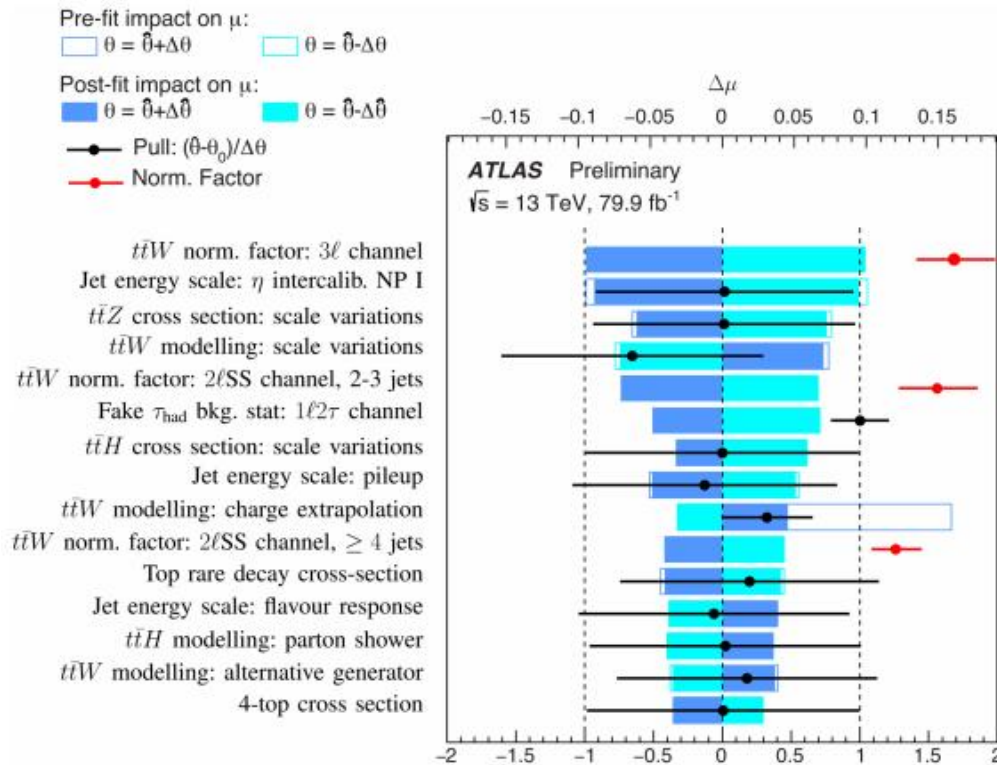 Pre-fit impact on μ:
θ = θ̂+Δθ θ = θ̂-Δθ
Post-fit impact on μ:
θ = θ̂+Δθ̂ θ = θ̂-Δθ̂
Pull: (θ̂-θ₀)/Δθ
Norm. Factor
Δμ
−0.15 −0.1 −0.05 0 0.05 0.1 0.15
ATLAS Preliminary
√s = 13 TeV, 79.9 fb⁻¹
tt̄W norm. factor: 3ℓ channel
Jet energy scale: η intercalib. NP I
tt̄Z cross section: scale variations
tt̄W modelling: scale variations
tt̄W norm. factor: 2ℓSS channel, 2-3 jets
Fake τhad bkg. stat: 1ℓ2τ channel
tt̄H cross section: scale variations
Jet energy scale: pileup
tt̄W modelling: charge extrapolation
tt̄W norm. factor: 2ℓSS channel, ≥ 4 jets
Top rare decay cross-section
Jet energy scale: flavour response
tt̄H modelling: parton shower
tt̄W modelling: alternative generator
4-top cross section
−2 −1.5 −1 −0.5 0 0.5 1 1.5 2